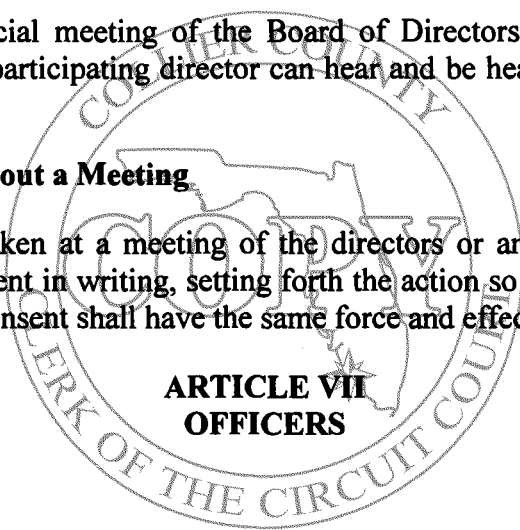 cial meeting of the Board of Directors
participating director can hear and be hea
out a Meeting
ken at a meeting of the directors or an
ent in writing, setting forth the action so
nsent shall have the same force and effec
ARTICLE VII
OFFICERS
COLLIER COUNTY
COPY
CLERK OF THE CIRCUIT COURT